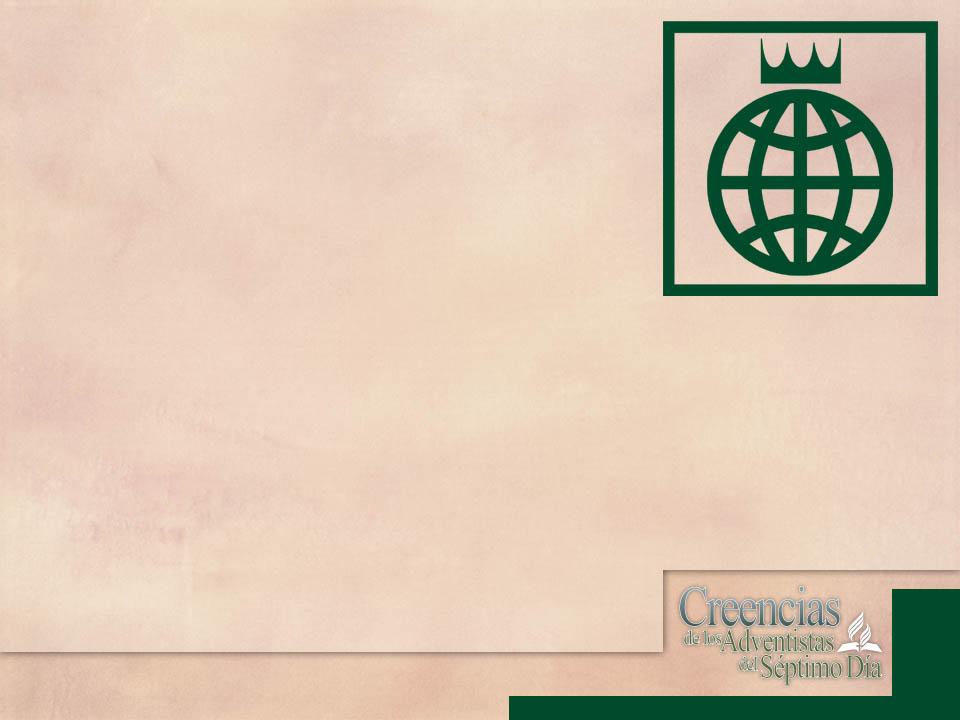 Creencias
de los Adventistas
del Séptimo Día